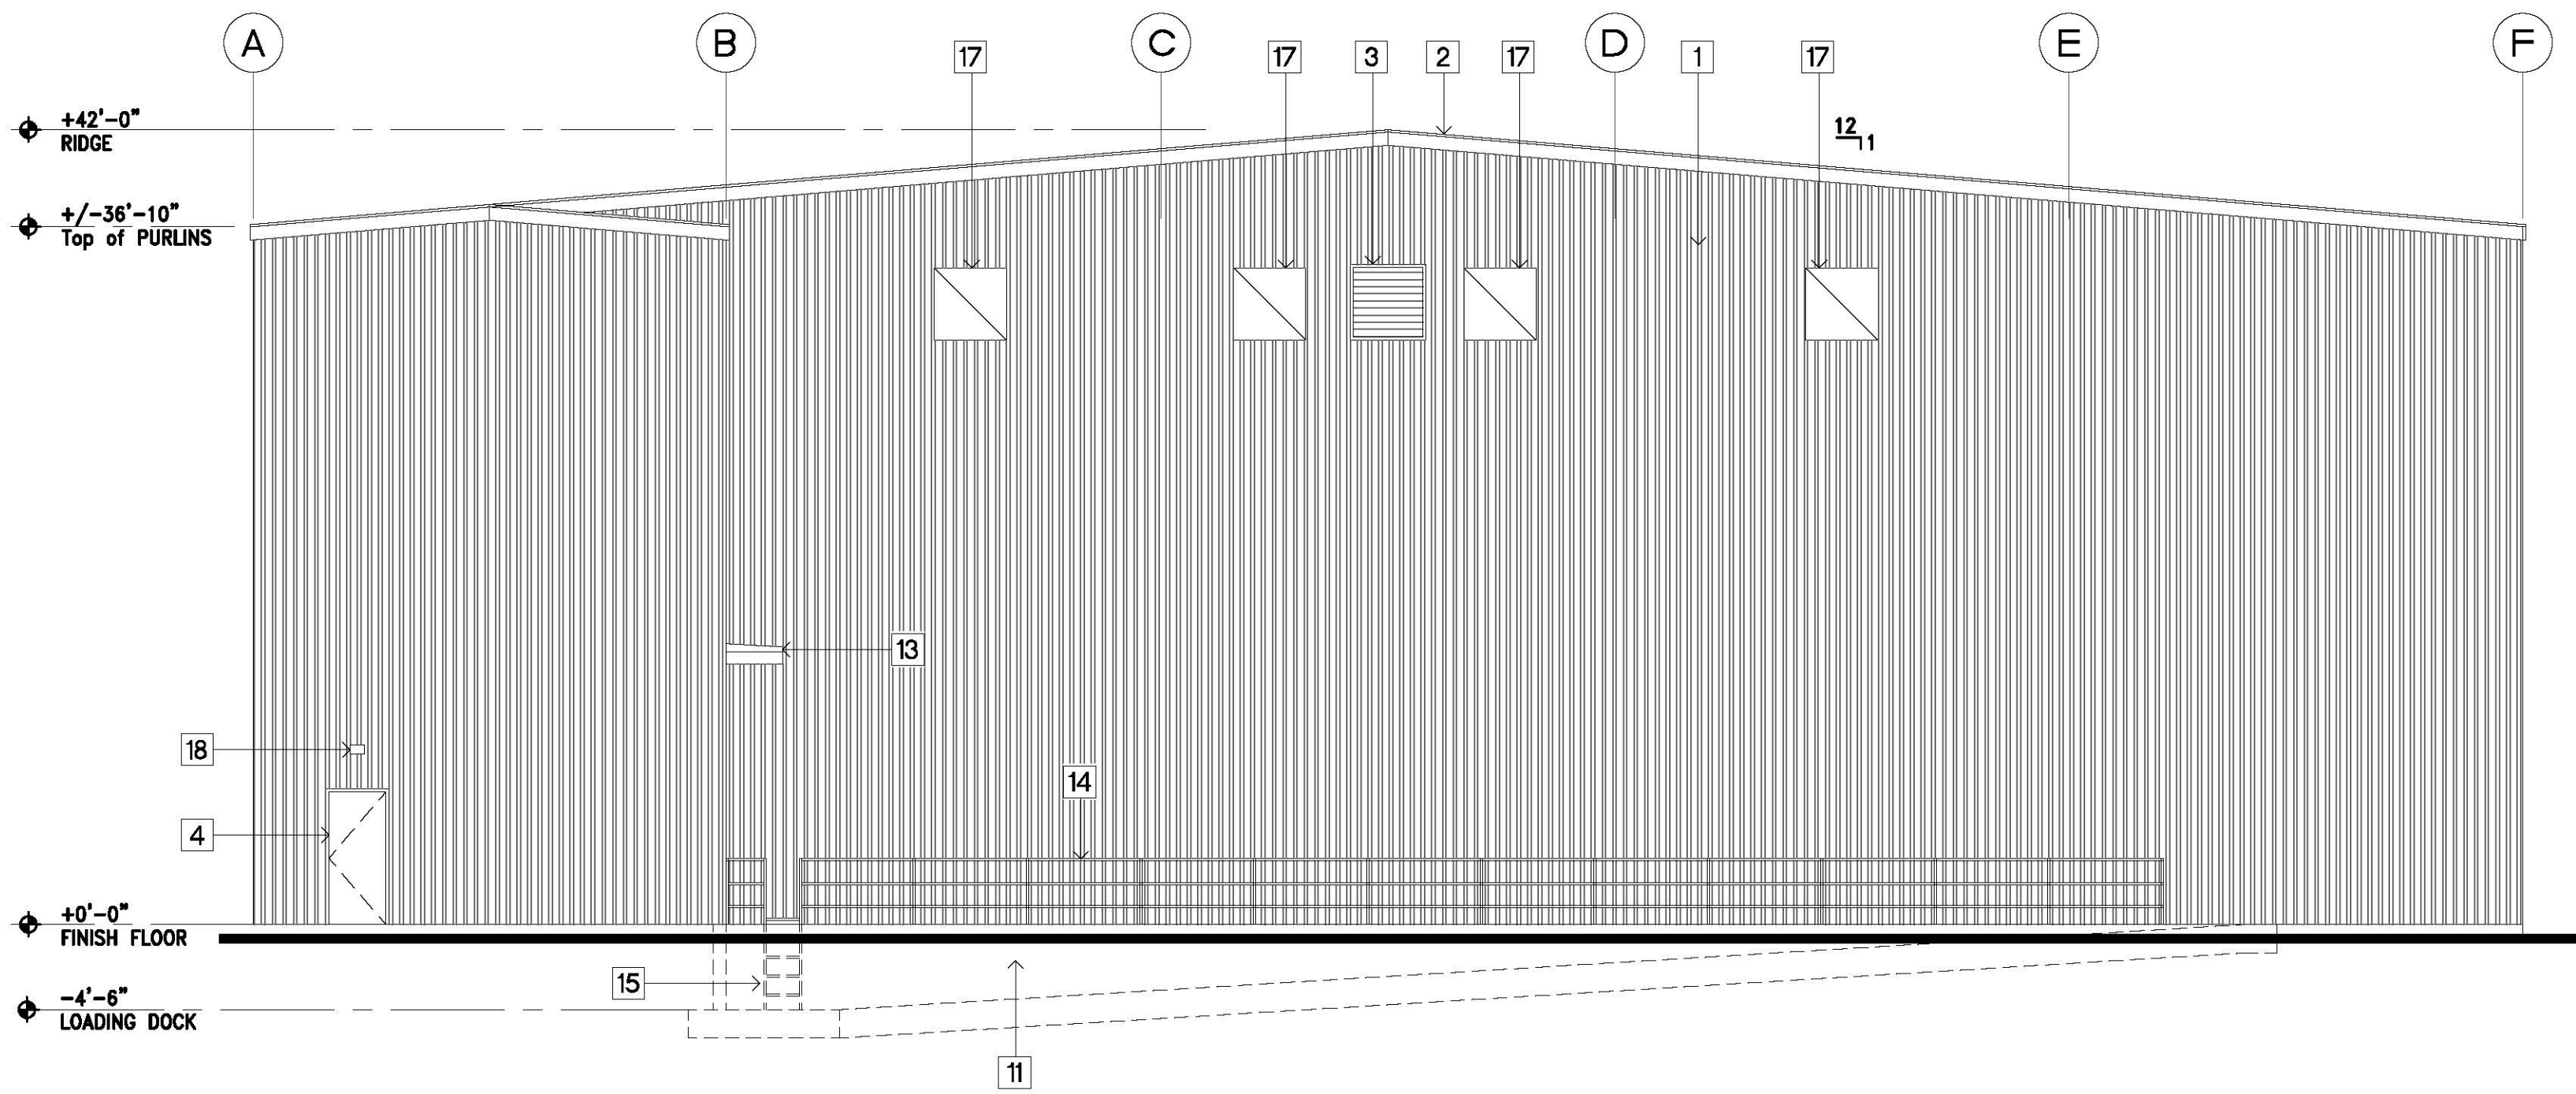 A B C D E F
17 17 3 2 17 1 17
+42'-0"
RIDGE
12
1
+/-36'-10"
Top of PURLINS
13
18
14
4
+0'-0"
FINISH FLOOR
15
-4'-6"
LOADING DOCK
11